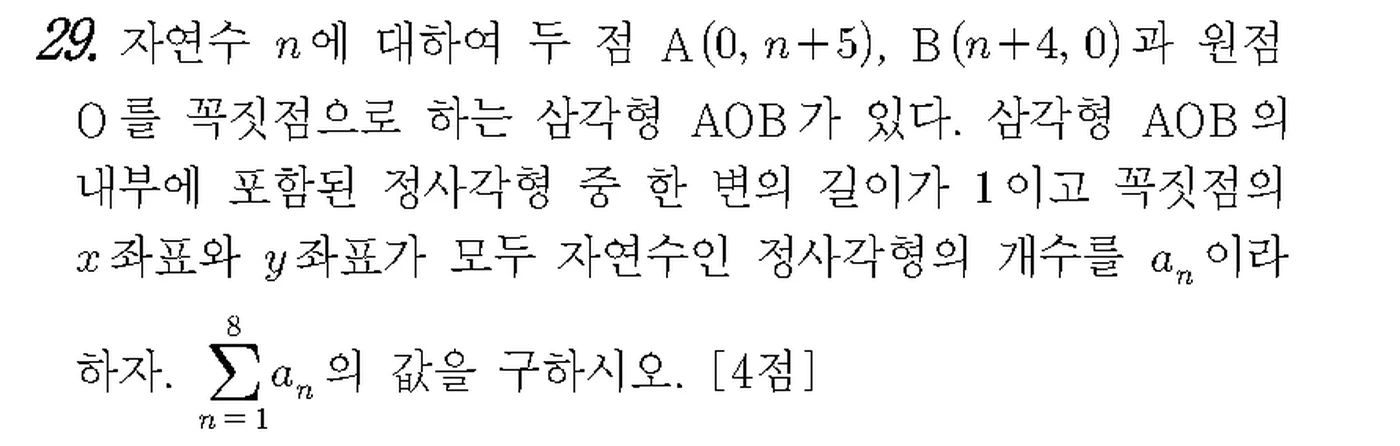 29. 자연수 n에 대하여 두 점 A(0, n+5), B(n+4, 0)과 원점
O를 꼭짓점으로 하는 삼각형 AOB가 있다. 삼각형 AOB의
내부에 포함된 정사각형 중 한 변의 길이가 1이고 꼭짓점의
x좌표와 y좌표가 모두 자연수인 정사각형의 개수를 aₙ이라
하자. \sum_{n=1}^{8} aₙ의 값을 구하시오. [4점]